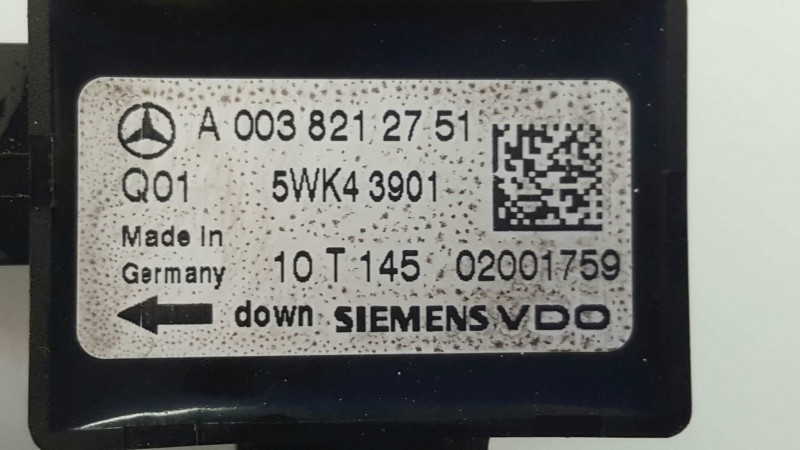 A 003 821 27 51
Q01 5WK4 3901
Made in
Germany
10 T 145 02001759
down SIEMENS VDO